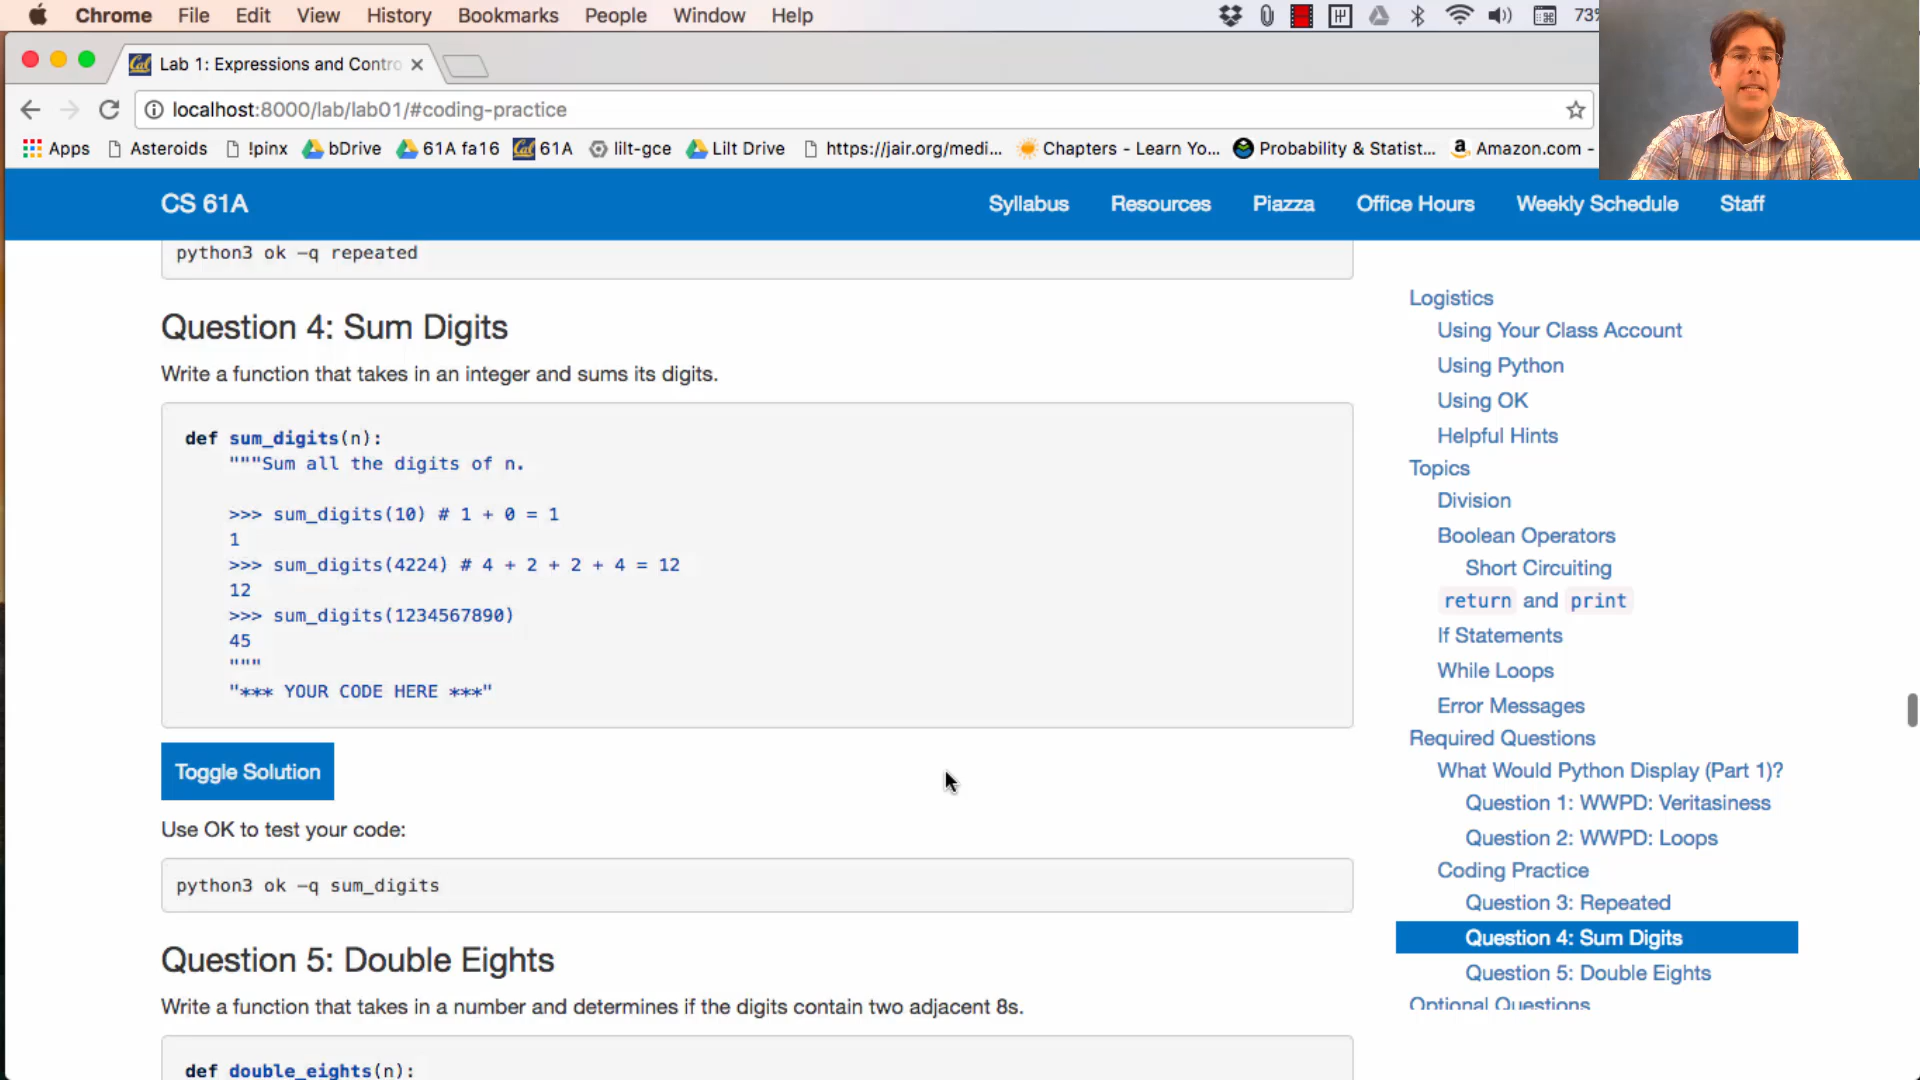 Chrome File Edit View History Bookmarks People Window Help 73%
Lab 1: Expressions and Contro
localhost:8000/lab/lab01/#coding-practice
Apps Asteroids !pinx bDrive 61A fa16 61A lilt-gce Lilt Drive https://jair.org/medi... Chapters - Learn Yo... Probability & Statist... Amazon.com -
CS 61A Syllabus Resources Piazza Office Hours Weekly Schedule Staff
python3 ok -q repeated
Question 4: Sum Digits
Write a function that takes in an integer and sums its digits.
def sum_digits(n):
"""Sum all the digits of n.
>>> sum_digits(10) # 1 + 0 = 1
1
>>> sum_digits(4224) # 4 + 2 + 2 + 4 = 12
12
>>> sum_digits(1234567890)
45
"""
"*** YOUR CODE HERE ***"
Toggle Solution
Use OK to test your code:
python3 ok -q sum_digits
Question 5: Double Eights
Write a function that takes in a number and determines if the digits contain two adjacent 8s.
def double_eights(n):
Logistics
Using Your Class Account
Using Python
Using OK
Helpful Hints
Topics
Division
Boolean Operators
Short Circuiting
return and print
If Statements
While Loops
Error Messages
Required Questions
What Would Python Display (Part 1)?
Question 1: WWPD: Veritasiness
Question 2: WWPD: Loops
Coding Practice
Question 3: Repeated
Question 4: Sum Digits
Question 5: Double Eights
Optional Questions